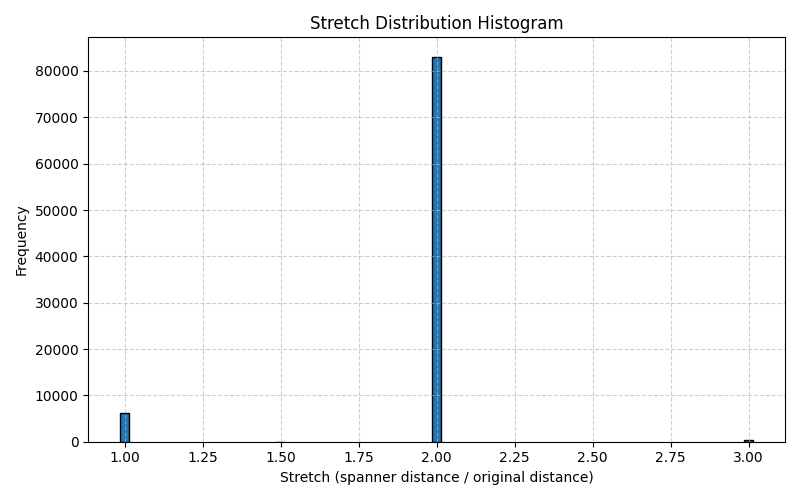 Stretch Distribution Histogram
Frequency
80000
70000
60000
50000
40000
30000
20000
10000
0
1.00 1.25 1.50 1.75 2.00 2.25 2.50 2.75 3.00
Stretch (spanner distance / original distance)